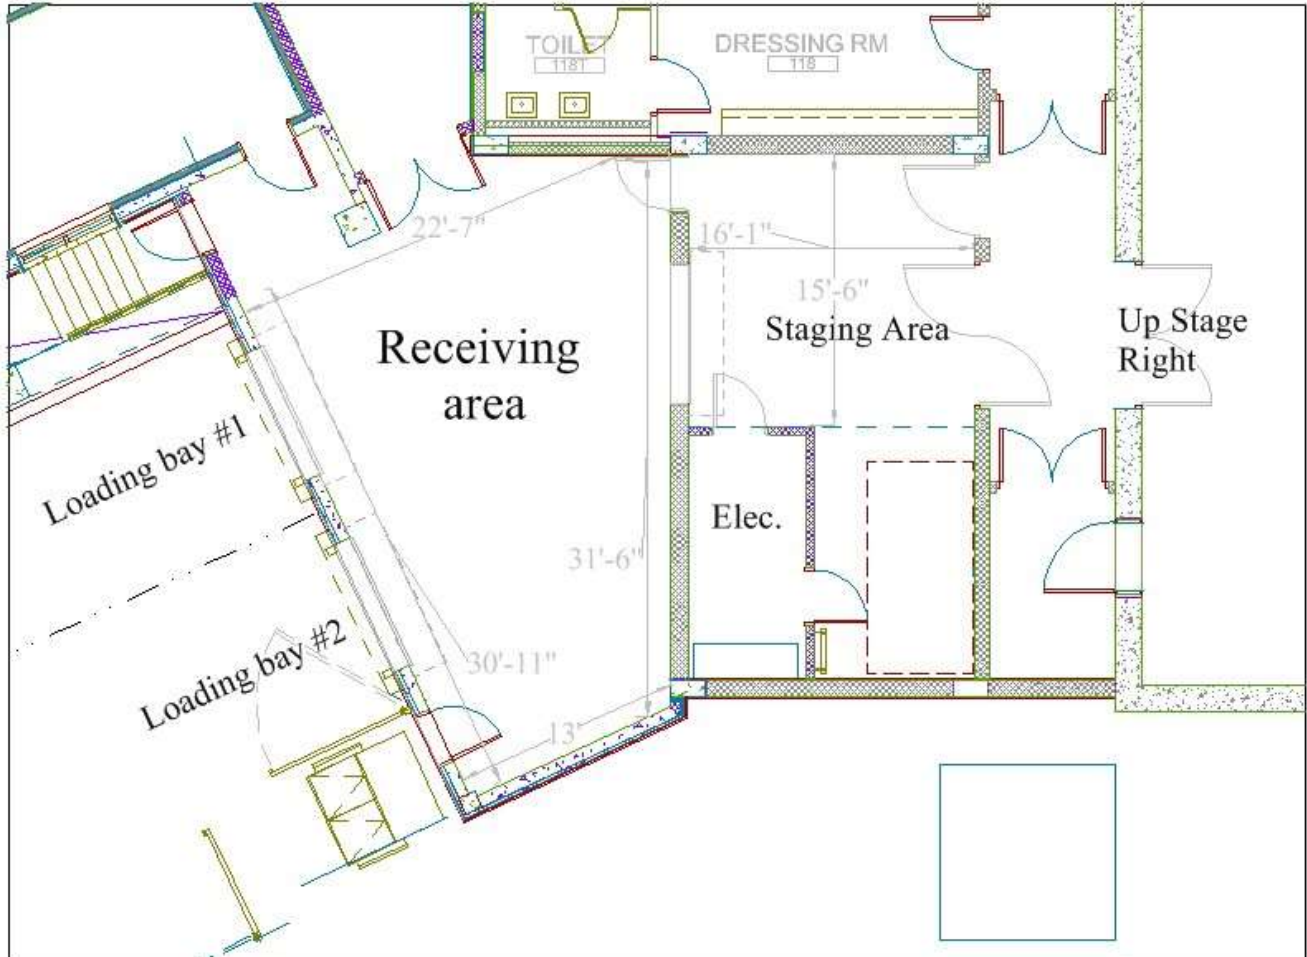 TOILET
118T
DRESSING RM
118
22'-7"
16'-1"
15'-6"
Staging Area
Up Stage
Right
Receiving
area
Loading bay #1
Elec.
31'-6"
Loading bay #2
30'-11"
13'